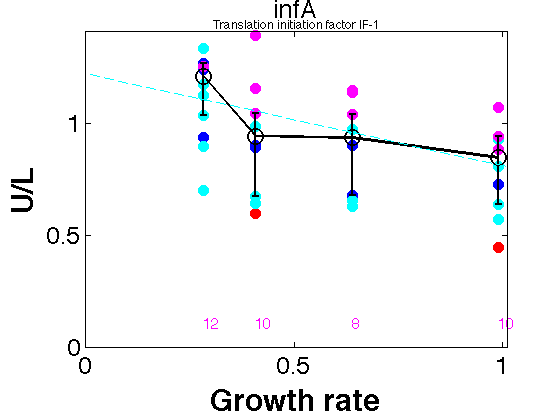 infA
Translation initiation factor IF-1
U/L
1
0.5
0
12
10
8
10
0
0.5
1
Growth rate